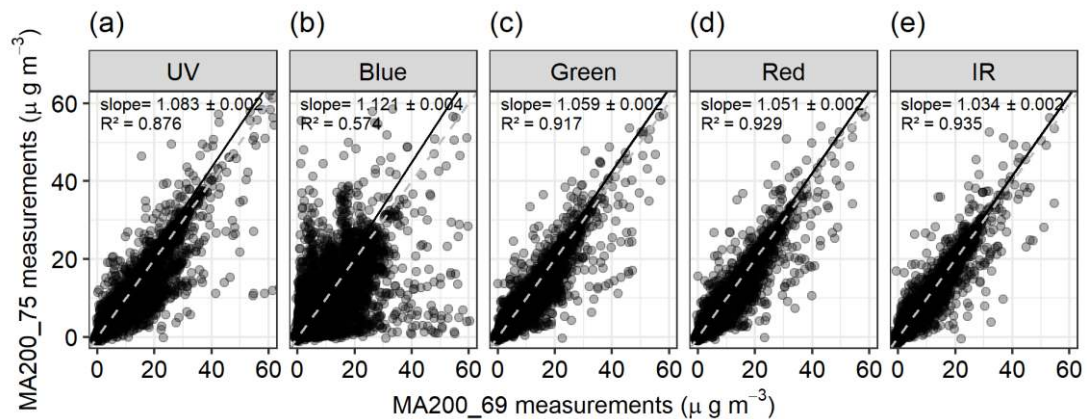 (a) (b) (c) (d) (e)
UV Blue Green Red IR
slope= 1.083 ± 0.002 slope= 1.121 ± 0.004 slope= 1.059 ± 0.002 slope= 1.051 ± 0.002 slope= 1.034 ± 0.002
R² = 0.876 R² = 0.574 R² = 0.917 R² = 0.929 R² = 0.935
60
40
20
0
MA200_75 measurements (μ g m⁻³)
0 20 40 60 0 20 40 60 0 20 40 60 0 20 40 60 0 20 40 60
MA200_69 measurements (μ g m⁻³)